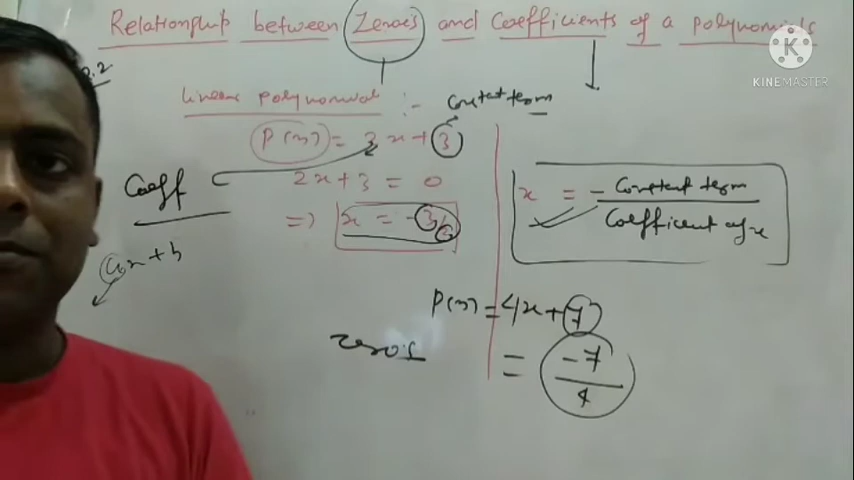 Relationship between Zeroes and Coefficients of a polynomials
K
KINEMASTER
linear polynomial :-
Constant term
P(x) = 2x+3
Coeff
2x+3 = 0
=> x = -3/2
x = - Constant term / Coefficient of x
ax+b
P(x) = 4x+7
zeros = -7/4